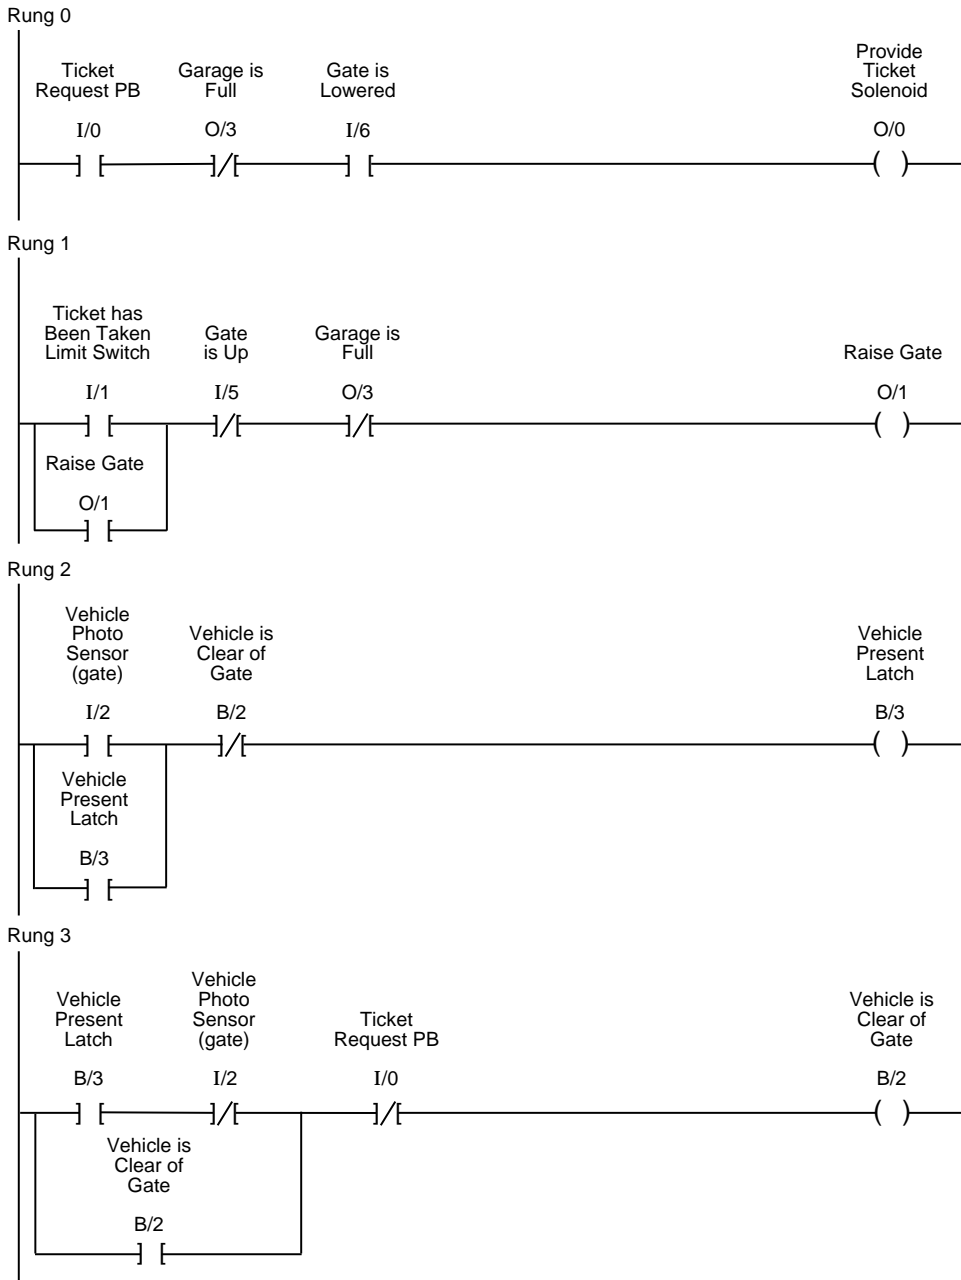 Rung 0
Ticket
Request PB
Garage is
Full
Gate is
Lowered
Provide
Ticket
Solenoid
I/0
O/3
I/6
O/0
Rung 1
Ticket has
Been Taken
Limit Switch
Gate
is Up
Garage is
Full
Raise Gate
I/1
I/5
O/3
O/1
Raise Gate
O/1
Rung 2
Vehicle
Photo
Sensor
(gate)
Vehicle is
Clear of
Gate
Vehicle
Present
Latch
I/2
B/2
B/3
Vehicle
Present
Latch
B/3
Rung 3
Vehicle
Present
Latch
Vehicle
Photo
Sensor
(gate)
Ticket
Request PB
Vehicle is
Clear of
Gate
B/3
I/2
I/0
B/2
Vehicle is
Clear of
Gate
B/2